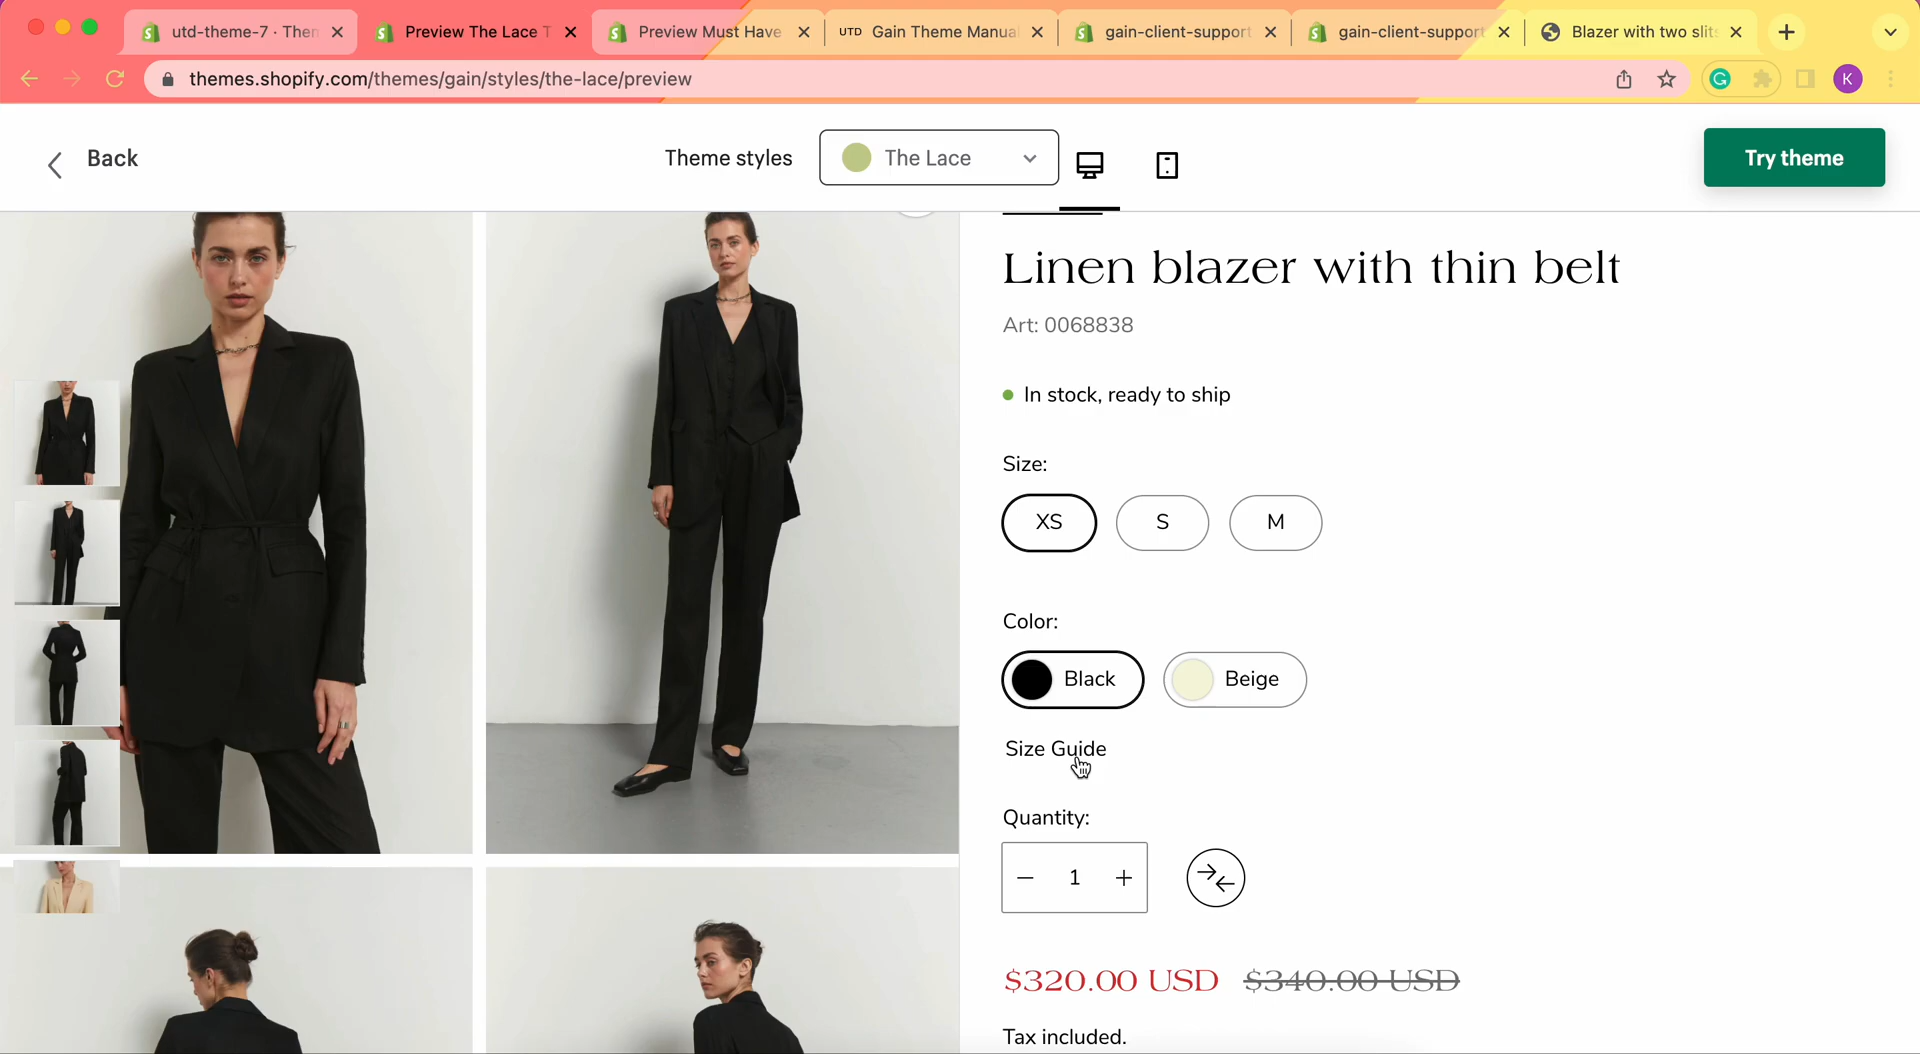 utd-theme-7 · Then
Preview The Lace T
Preview Must Have
UTD Gain Theme Manual
gain-client-support
gain-client-support
Blazer with two slits
themes.shopify.com/themes/gain/styles/the-lace/preview
K
Back
Theme styles
The Lace
Try theme
Linen blazer with thin belt
Art: 0068838
In stock, ready to ship
Size:
XS S M
Color:
Black Beige
Size Guide
Quantity:
− 1 +
$320.00 USD $340.00 USD
Tax included.